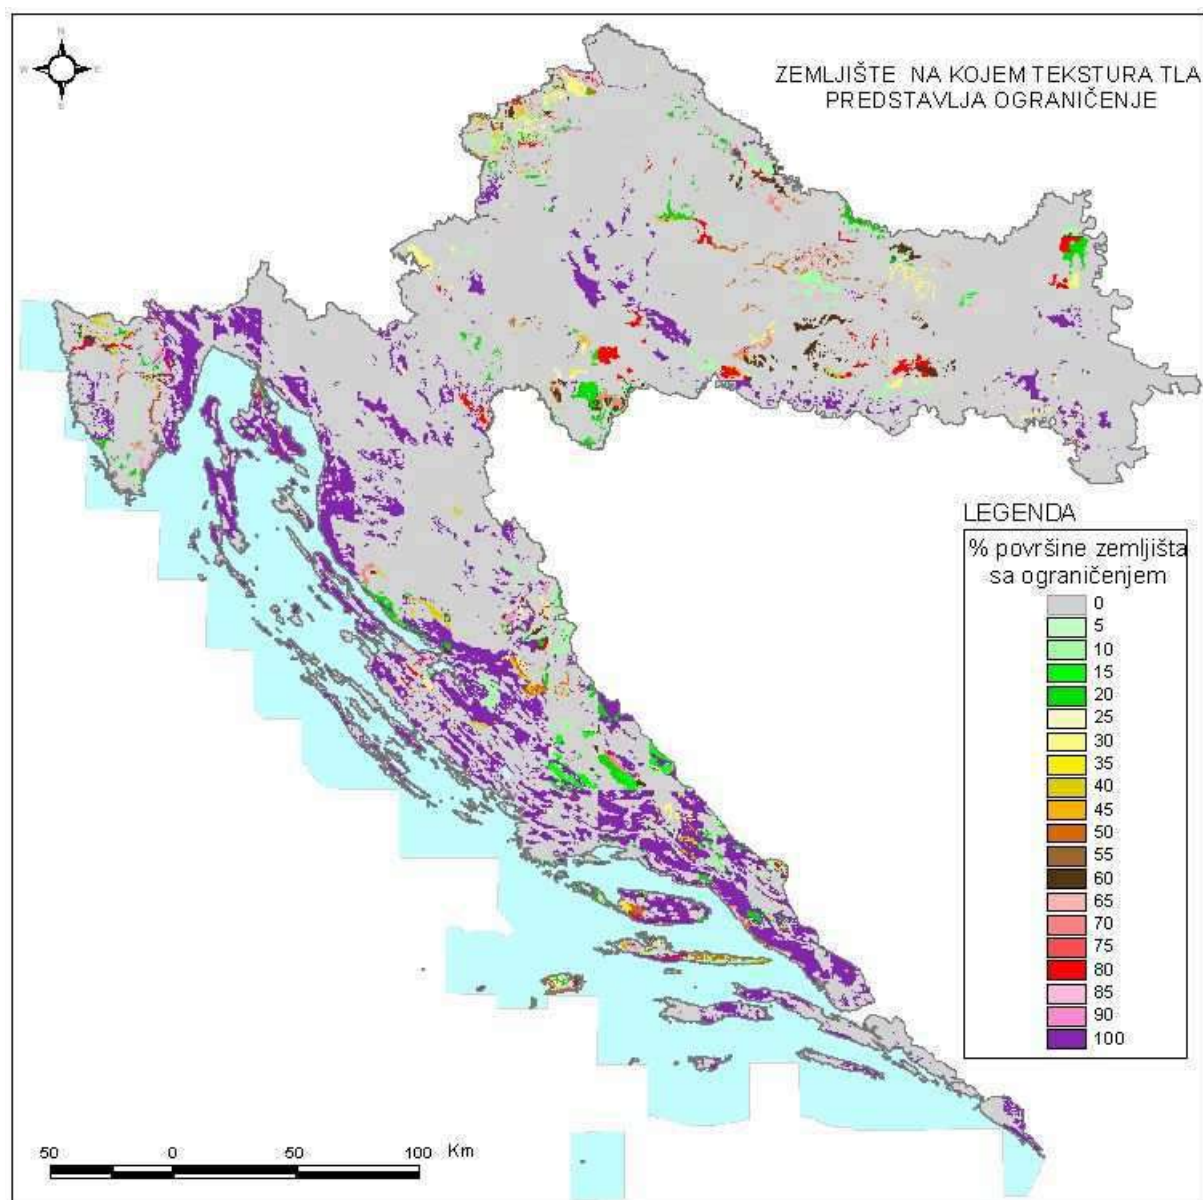 N
W E
S
ZEMLJIŠTE NA KOJEM TEKSTURA TLA
PREDSTAVLJA OGRANIČENJE
LEGENDA
% površine zemljišta
sa ograničenjem
0
5
10
15
20
25
30
35
40
45
50
55
60
65
70
75
80
85
90
100
50 0 50 100 Km